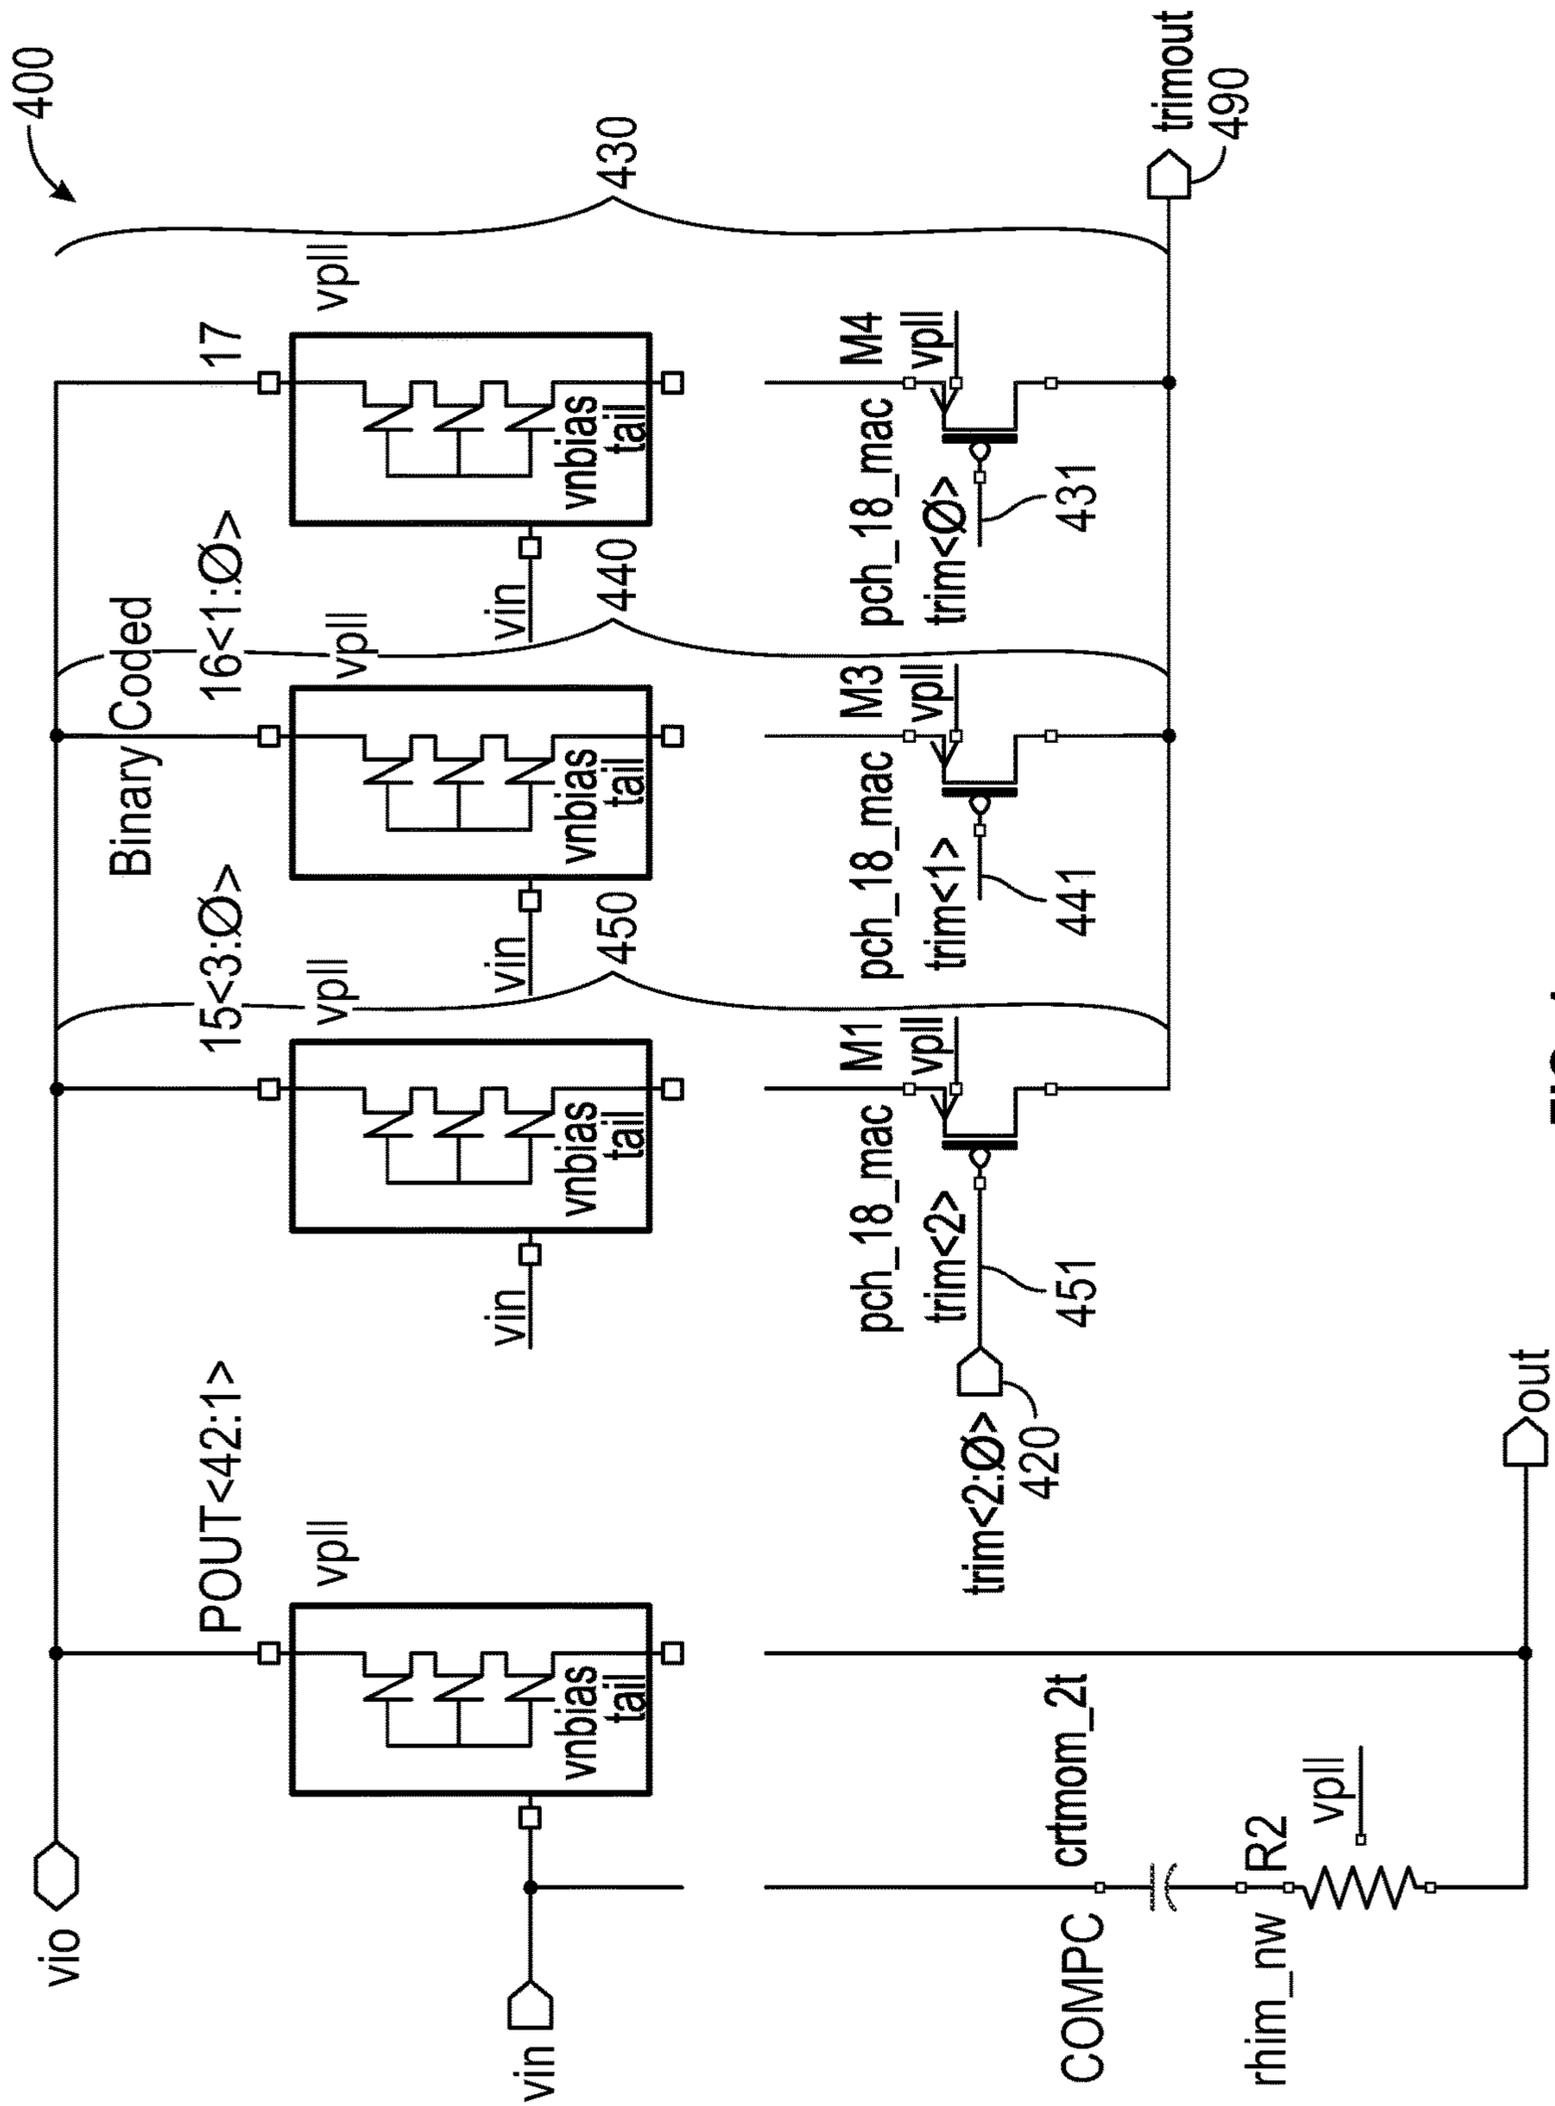 400
vio
POUT<42:1>
15<3:Ø>
Binary Coded
16<1:Ø>
17
vpll
vpll
vpll
vpll
vnbias
tail
vnbias
tail
vnbias
tail
vnbias
tail
vin
vin
vin
vin
450
440
430
pch_18_mac
M1
vpll
pch_18_mac
M3
vpll
pch_18_mac
M4
vpll
trim<2:Ø>
420
trim<2>
451
trim<1>
441
trim<Ø>
431
trimout
490
COMPC
crtmom_2t
rhim_nw
R2
vpll
out